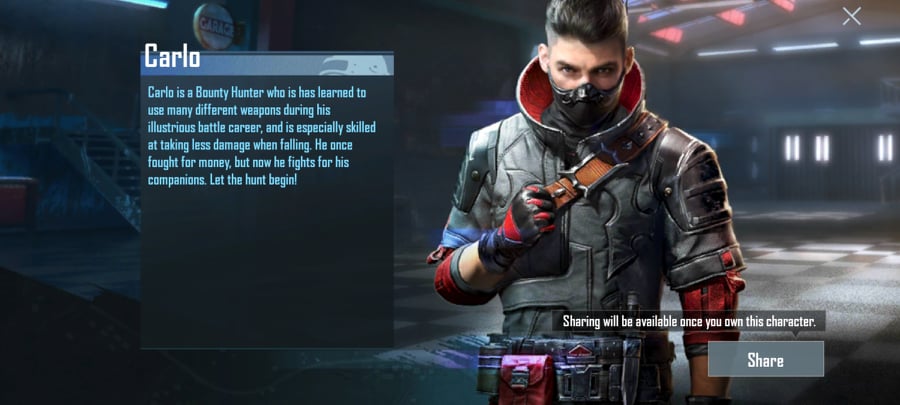 GARAGE
Carlo
Carlo is a Bounty Hunter who is has learned to
use many different weapons during his
illustrious battle career, and is especially skilled
at taking less damage when falling. He once
fought for money, but now he fights for his
companions. Let the hunt begin!
Sharing will be available once you own this character.
Share